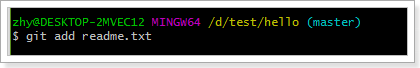 zhy@DESKTOP-2MVEC12 MINGW64 /d/test/hello (master)
$ git add readme.txt